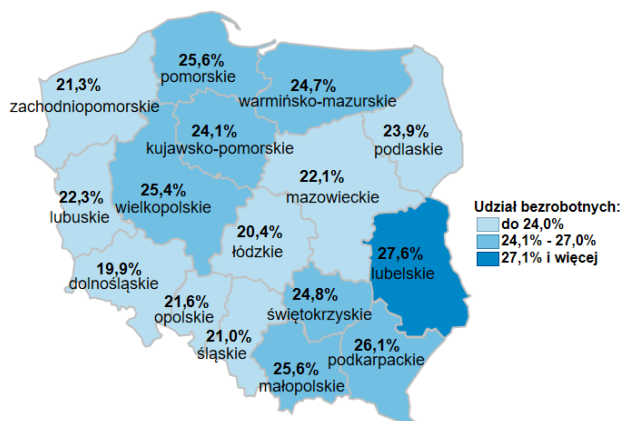 25,6%
pomorskie
21,3%
zachodniopomorskie
24,7%
warmińsko-mazurskie
24,1%
kujawsko-pomorskie
23,9%
podlaskie
22,3%
lubuskie
25,4%
wielkopolskie
22,1%
mazowieckie
Udział bezrobotnych:
do 24,0%
24,1% - 27,0%
27,1% i więcej
20,4%
łódzkie
27,6%
lubelskie
19,9%
dolnośląskie
21,6%
opolskie
21,0%
śląskie
24,8%
świętokrzyskie
25,6%
małopolskie
26,1%
podkarpackie